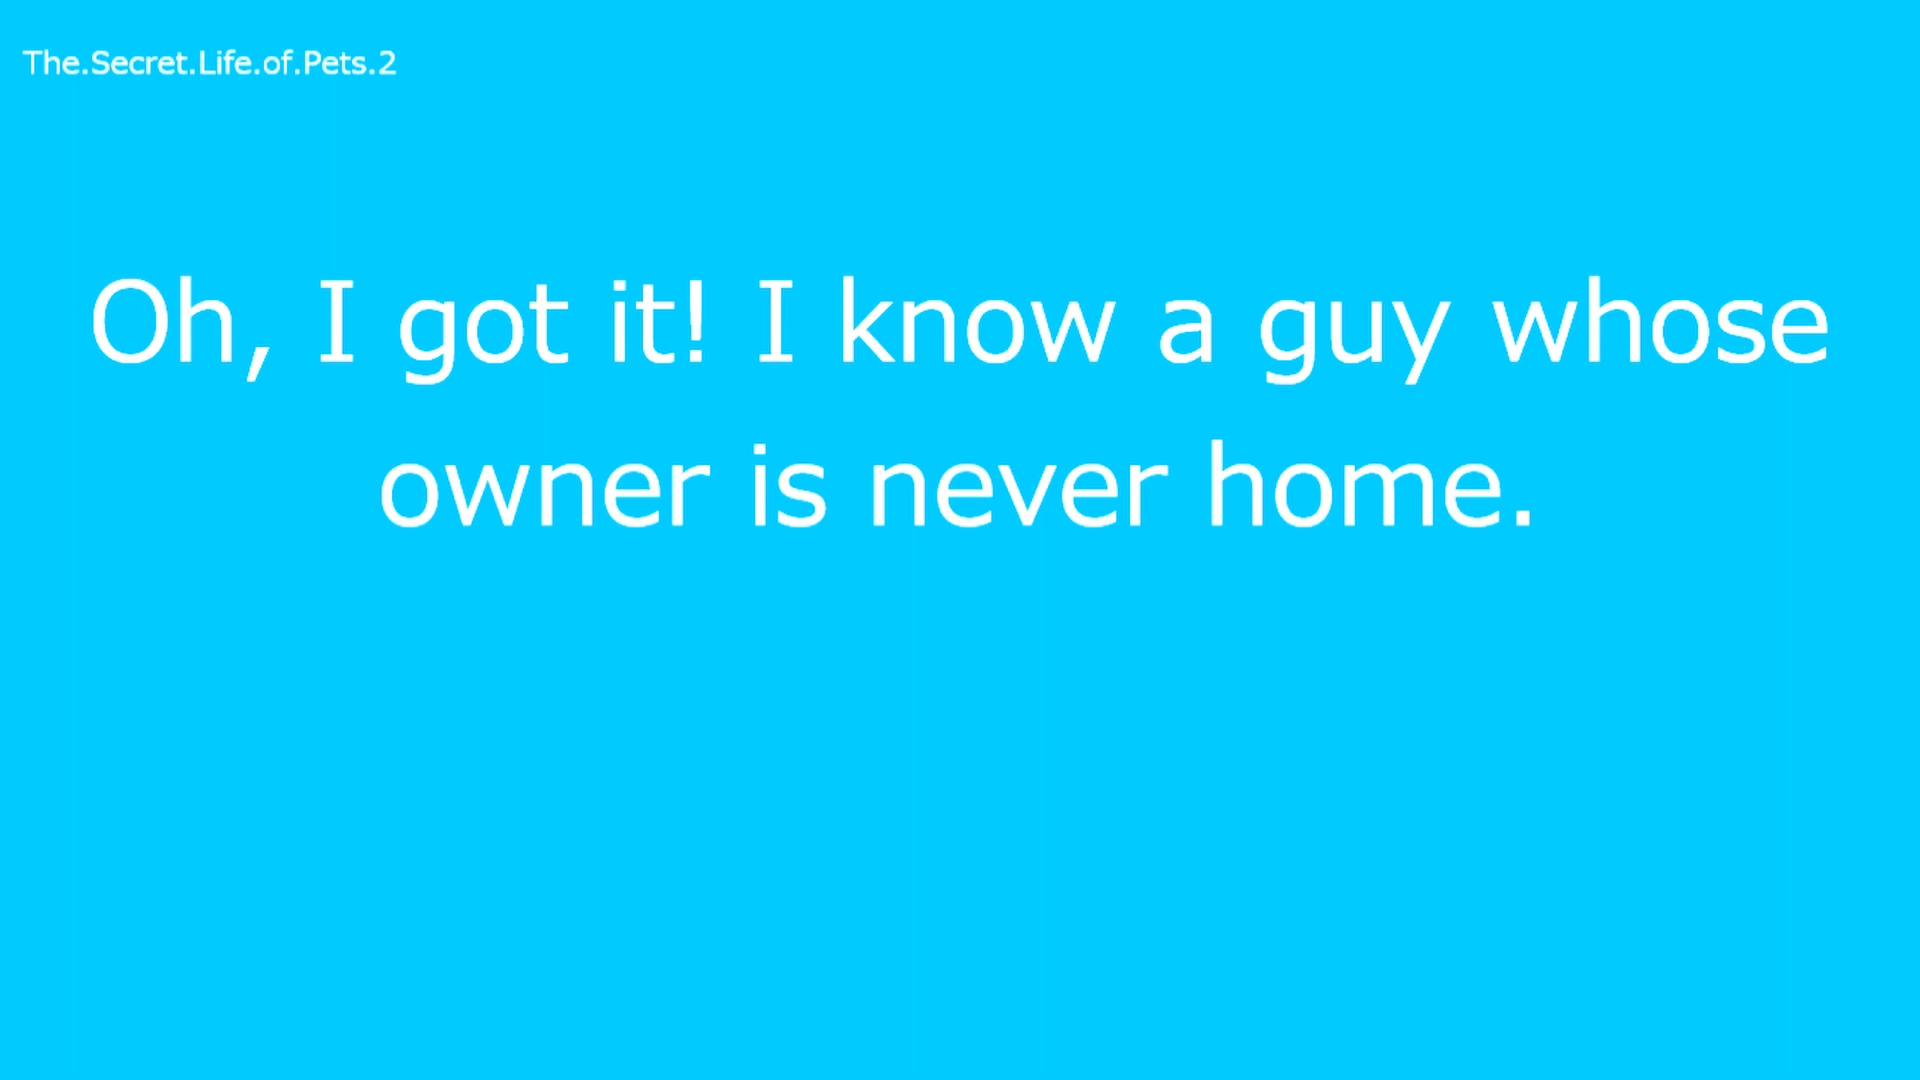 The.Secret.Life.of.Pets.2
Oh, I got it! I know a guy whose
owner is never home.